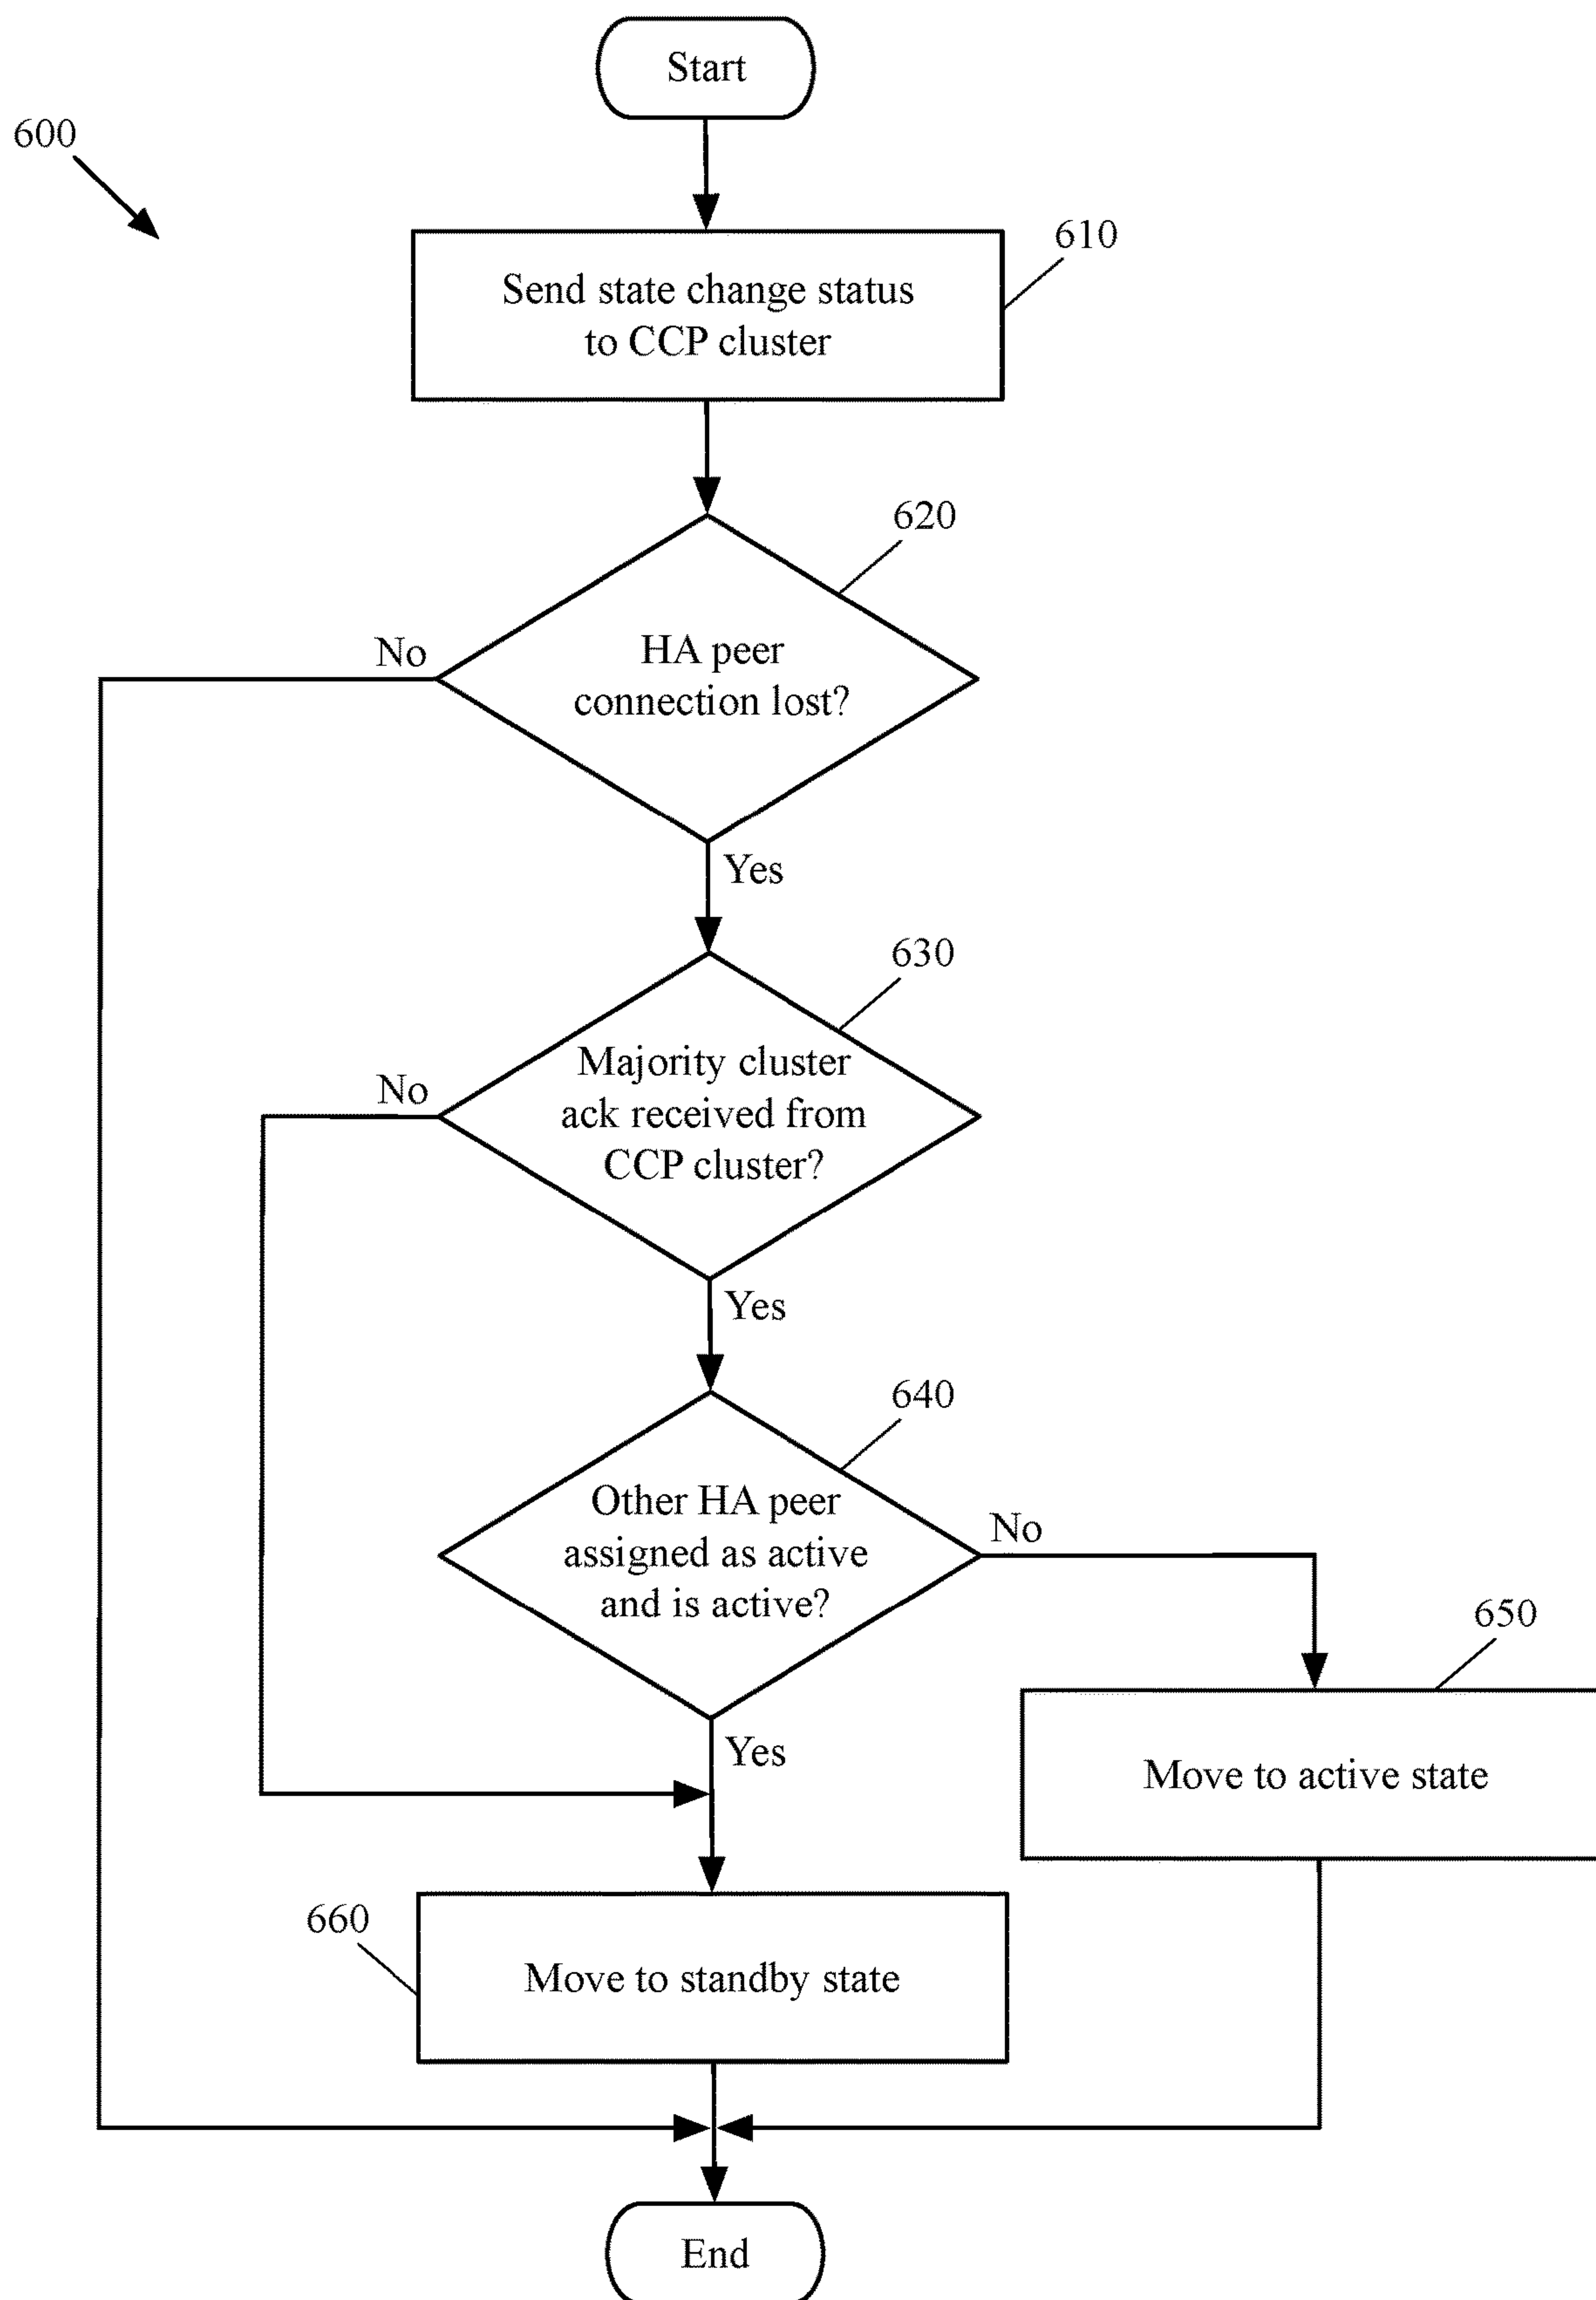 Start
600
610
Send state change status
to CCP cluster
620
No
HA peer
connection lost?
Yes
630
No
Majority cluster
ack received from
CCP cluster?
Yes
640
Other HA peer
assigned as active
and is active?
No
650
Yes
Move to active state
660
Move to standby state
End